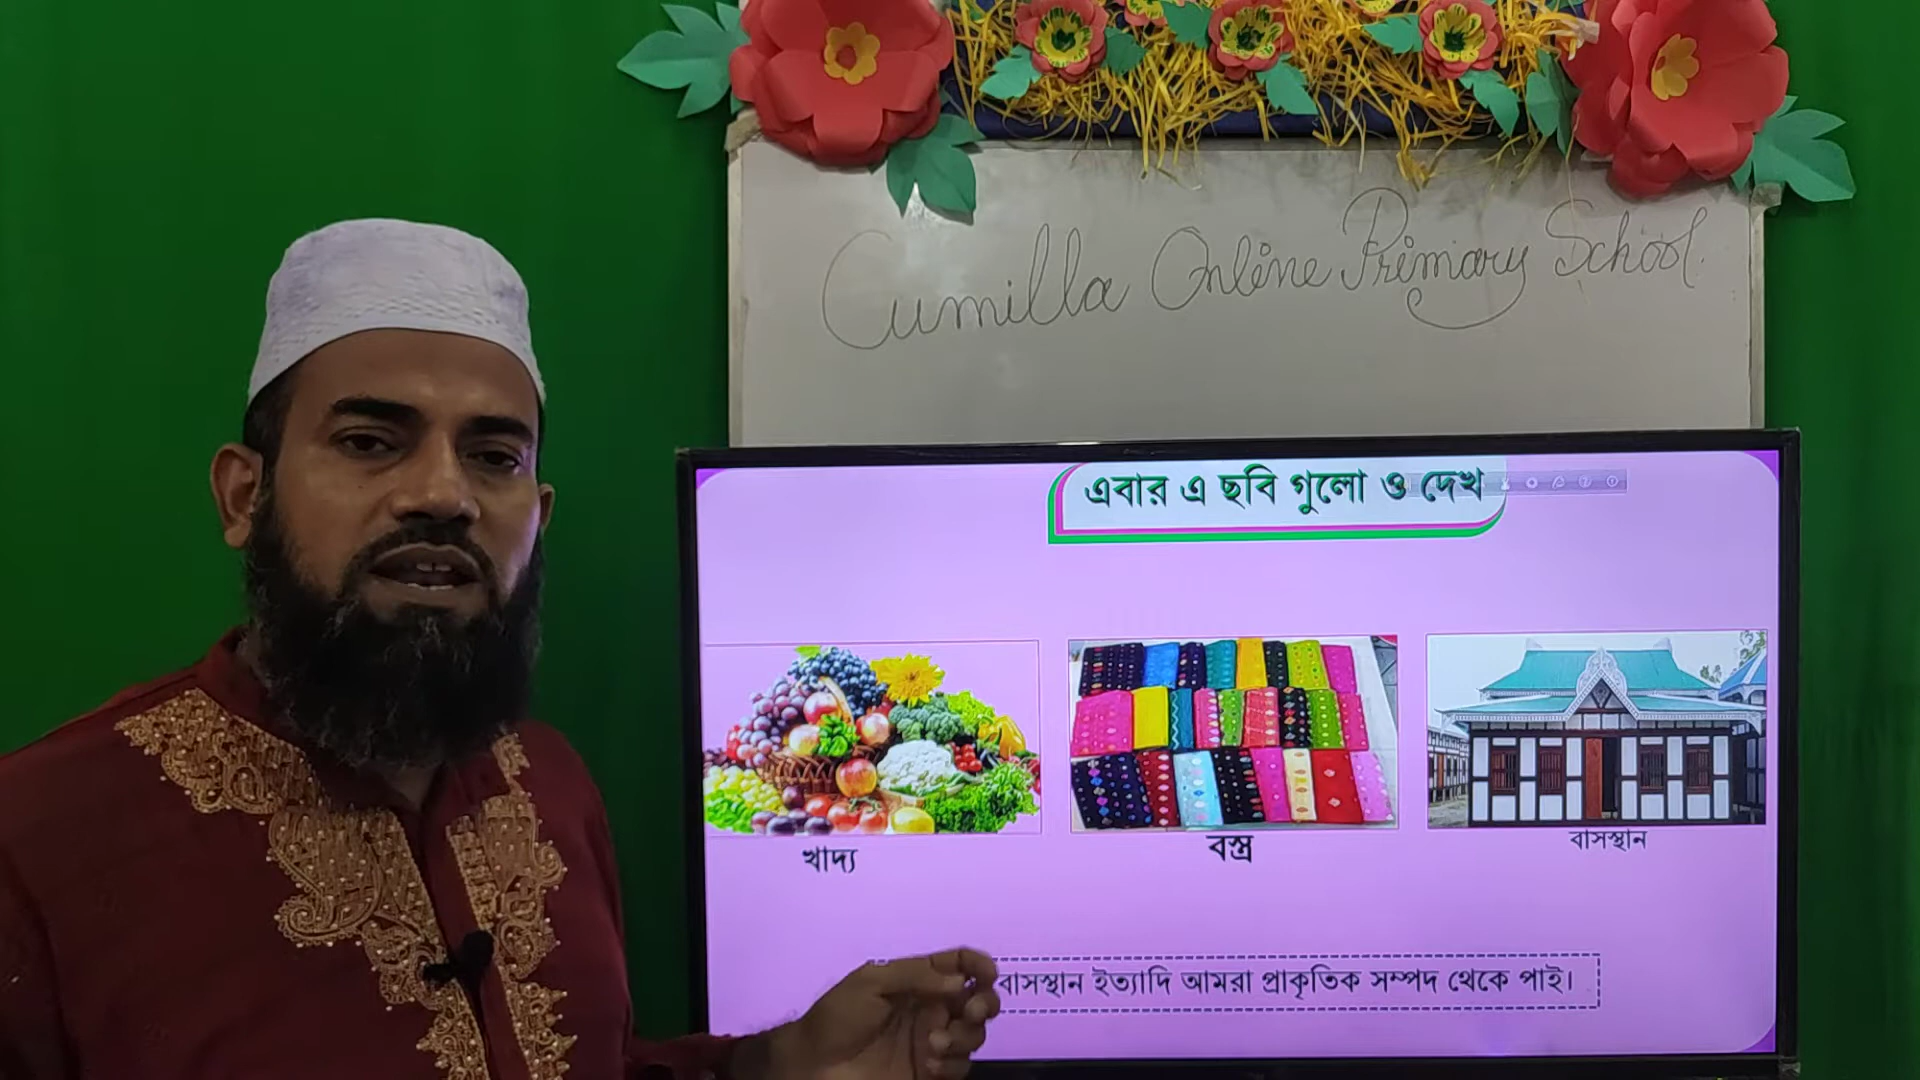 Cumilla Online Primary School.
এবার এ ছবি গুলো ও দেখ
খাদ্য
বস্ত্র
বাসস্থান
বাসস্থান ইত্যাদি আমরা প্রাকৃতিক সম্পদ থেকে পাই।